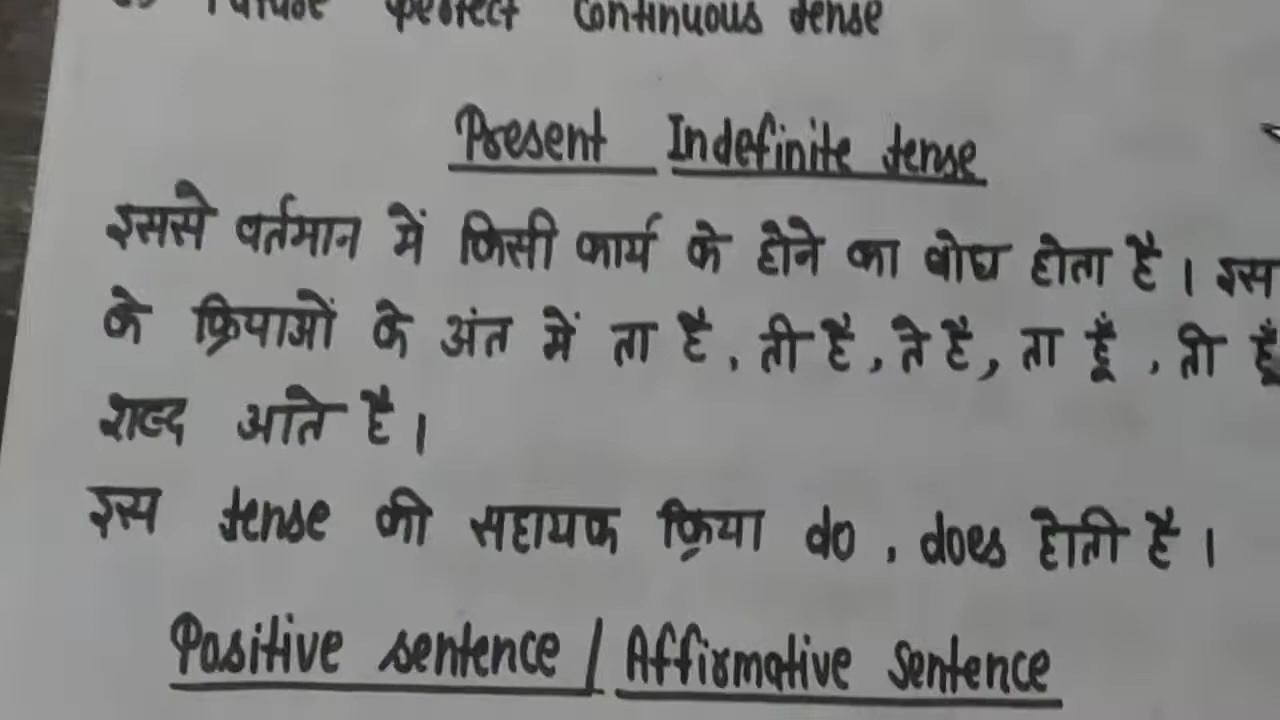 Future perfect continuous tense
Present Indefinite tense
इससे वर्तमान में किसी कार्य के होने का बोध होता है। इस
के क्रियाओं के अंत में ता है, ती है, ते है, ता हूँ, ती हूँ
शब्द आते है।
इस tense की सहायक क्रिया do, does होती है।
Positive sentence / Affirmative sentence